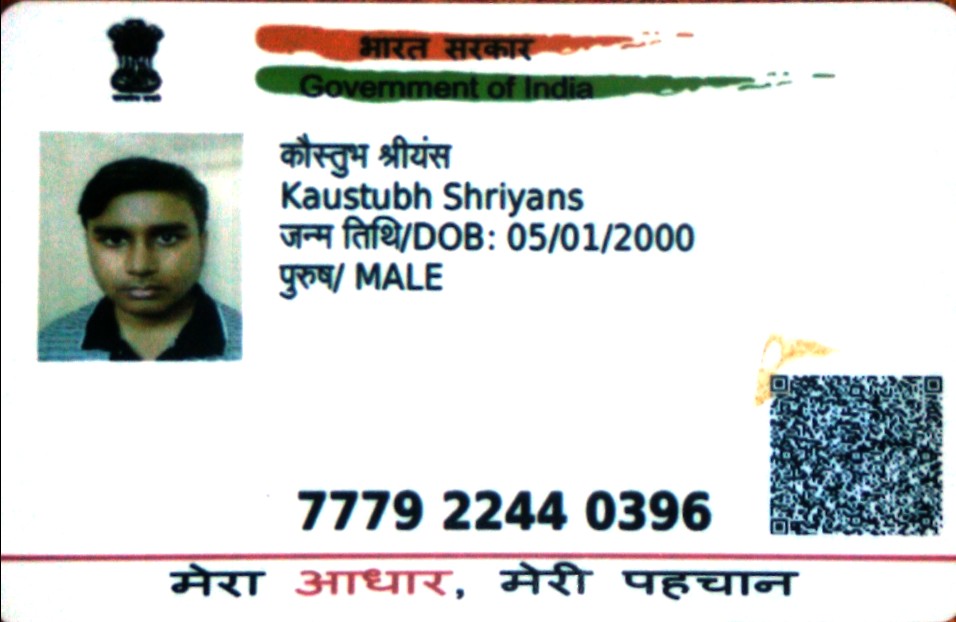 भारत सरकार
Government of India
कौस्तुभ श्रीयंस
Kaustubh Shriyans
जन्म तिथि/DOB: 05/01/2000
पुरुष/ MALE
7779 2244 0396
मेरा आधार, मेरी पहचान